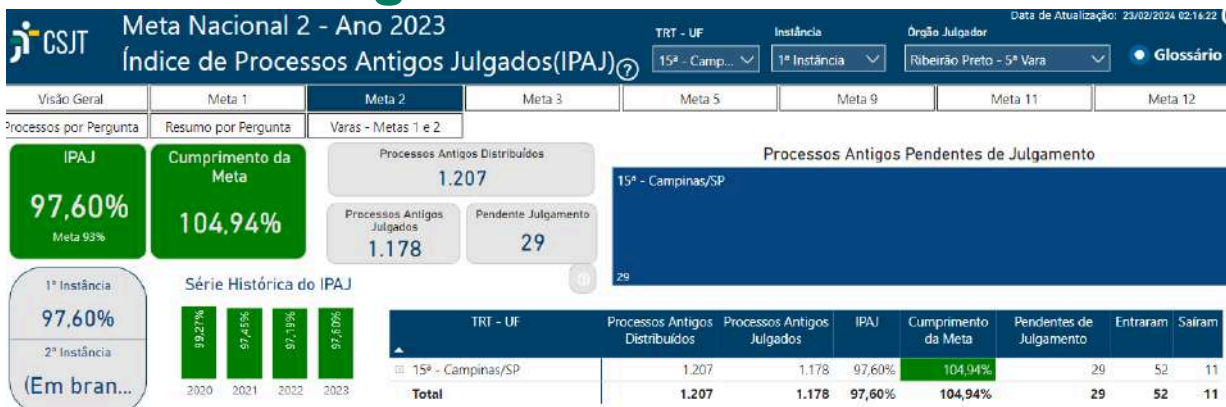 CSJT
Meta Nacional 2 - Ano 2023
Índice de Processos Antigos Julgados(IPAJ)
?
TRT - UF
15ª - Camp...
Instância
1ª Instância
Órgão Julgador
Ribeirão Preto - 5ª Vara
Data de Atualização: 23/02/2024 02:16:22
Glossário
Visão Geral
Meta 1
Meta 2
Meta 3
Meta 5
Meta 9
Meta 11
Meta 12
Processos por Pergunta
Resumo por Pergunta
Varas - Metas 1 e 2
IPAJ
97,60%
Meta 93%
Cumprimento da
Meta
104,94%
Processos Antigos Distribuídos
1.207
Processos Antigos
Julgados
1.178
Pendente Julgamento
29
Processos Antigos Pendentes de Julgamento
15ª - Campinas/SP
29
1ª Instância
97,60%
2ª Instância
(Em bran...)
Série Histórica do IPAJ
99,27% 97,45% 97,19% 97,60%
2020 2021 2022 2023
TRT - UF Processos Antigos Distribuídos Processos Antigos Julgados IPAJ Cumprimento da Meta Pendentes de Julgamento Entraram Saíram
15ª - Campinas/SP 1.207 1.178 97,60% 104,94% 29 52 11
Total 1.207 1.178 97,60% 104,94% 29 52 11